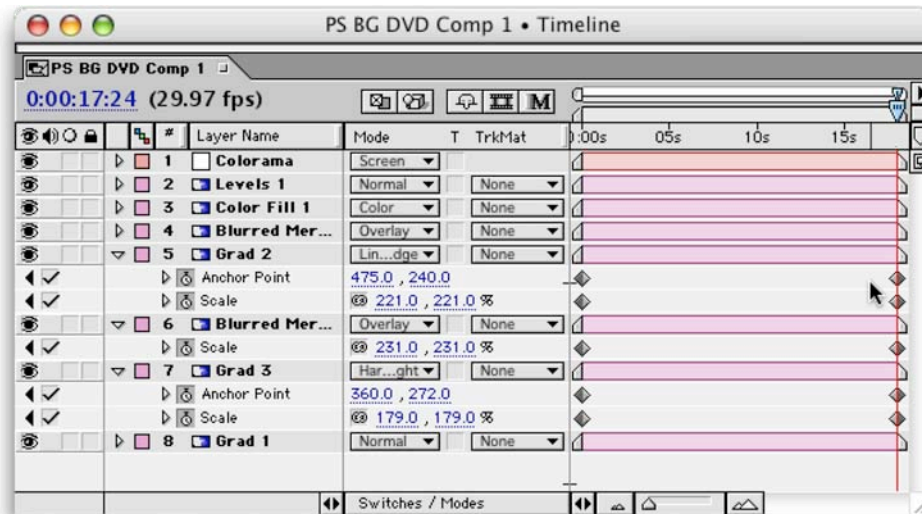 PS BG DVD Comp 1 • Timeline
PS BG DVD Comp 1
0:00:17:24 (29.97 fps) M
# Layer Name Mode T TrkMat :00s 05s 10s 15s
1 Colorama Screen
2 Levels 1 Normal None
3 Color Fill 1 Color None
4 Blurred Mer... Overlay None
5 Grad 2 Lin...dge None
Anchor Point 475.0 , 240.0
Scale 221.0 , 221.0 %
6 Blurred Mer... Overlay None
Scale 231.0 , 231.0 %
7 Grad 3 Har...ght None
Anchor Point 360.0 , 272.0
Scale 179.0 , 179.0 %
8 Grad 1 Normal None
Switches / Modes